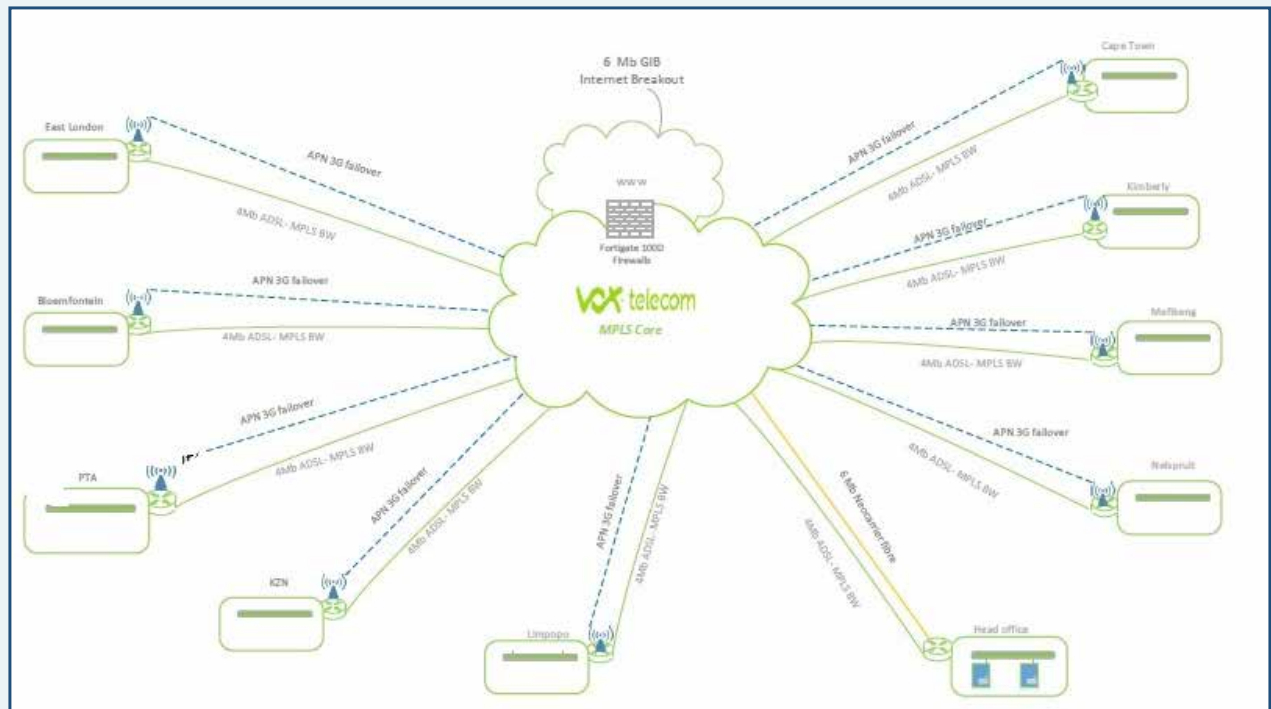 6 Mb GIB
Internet Breakout
www
Fortigate 100D
Firewalls
VOX telecom
MPLS Core
East London
APN 3G failover
4Mb ADSL- MPLS BW
Bloemfontein
APN 3G failover
4Mb ADSL- MPLS BW
PTA
APN 3G failover
4Mb ADSL- MPLS BW
KZN
APN 3G failover
4Mb ADSL- MPLS BW
Limpopo
APN 3G failover
4Mb ADSL- MPLS BW
Head office
6 Mb Neocarrier fibre
4Mb ADSL- MPLS BW
Nelspruit
APN 3G failover
4Mb ADSL- MPLS BW
Mafikeng
APN 3G failover
4Mb ADSL- MPLS BW
Kimberly
APN 3G failover
4Mb ADSL- MPLS BW
Cape Town
APN 3G failover
4Mb ADSL- MPLS BW